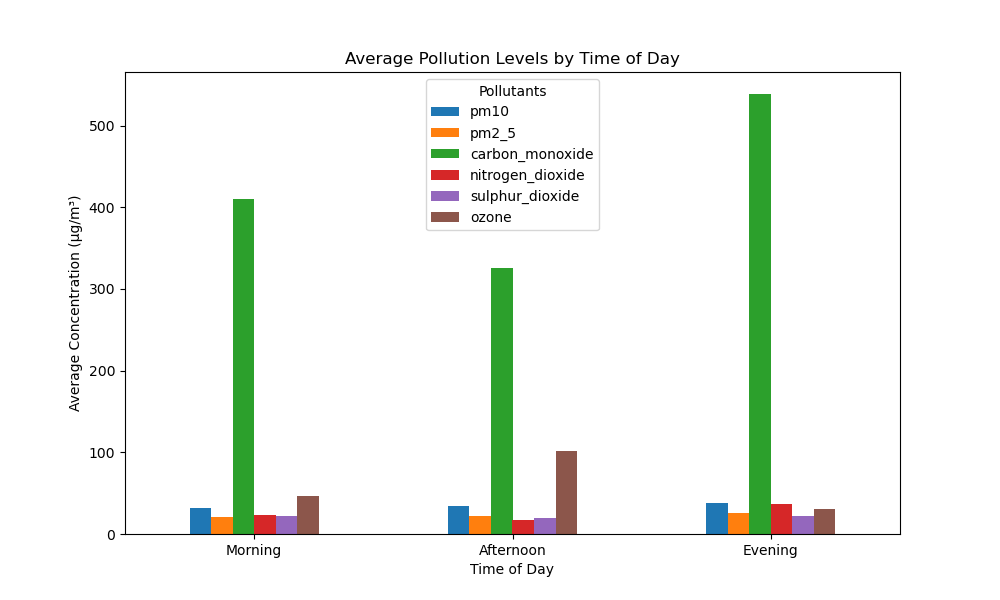 Average Pollution Levels by Time of Day
Pollutants
pm10
pm2_5
carbon_monoxide
nitrogen_dioxide
sulphur_dioxide
ozone
Average Concentration (µg/m³)
500
400
300
200
100
0
Morning
Afternoon
Evening
Time of Day